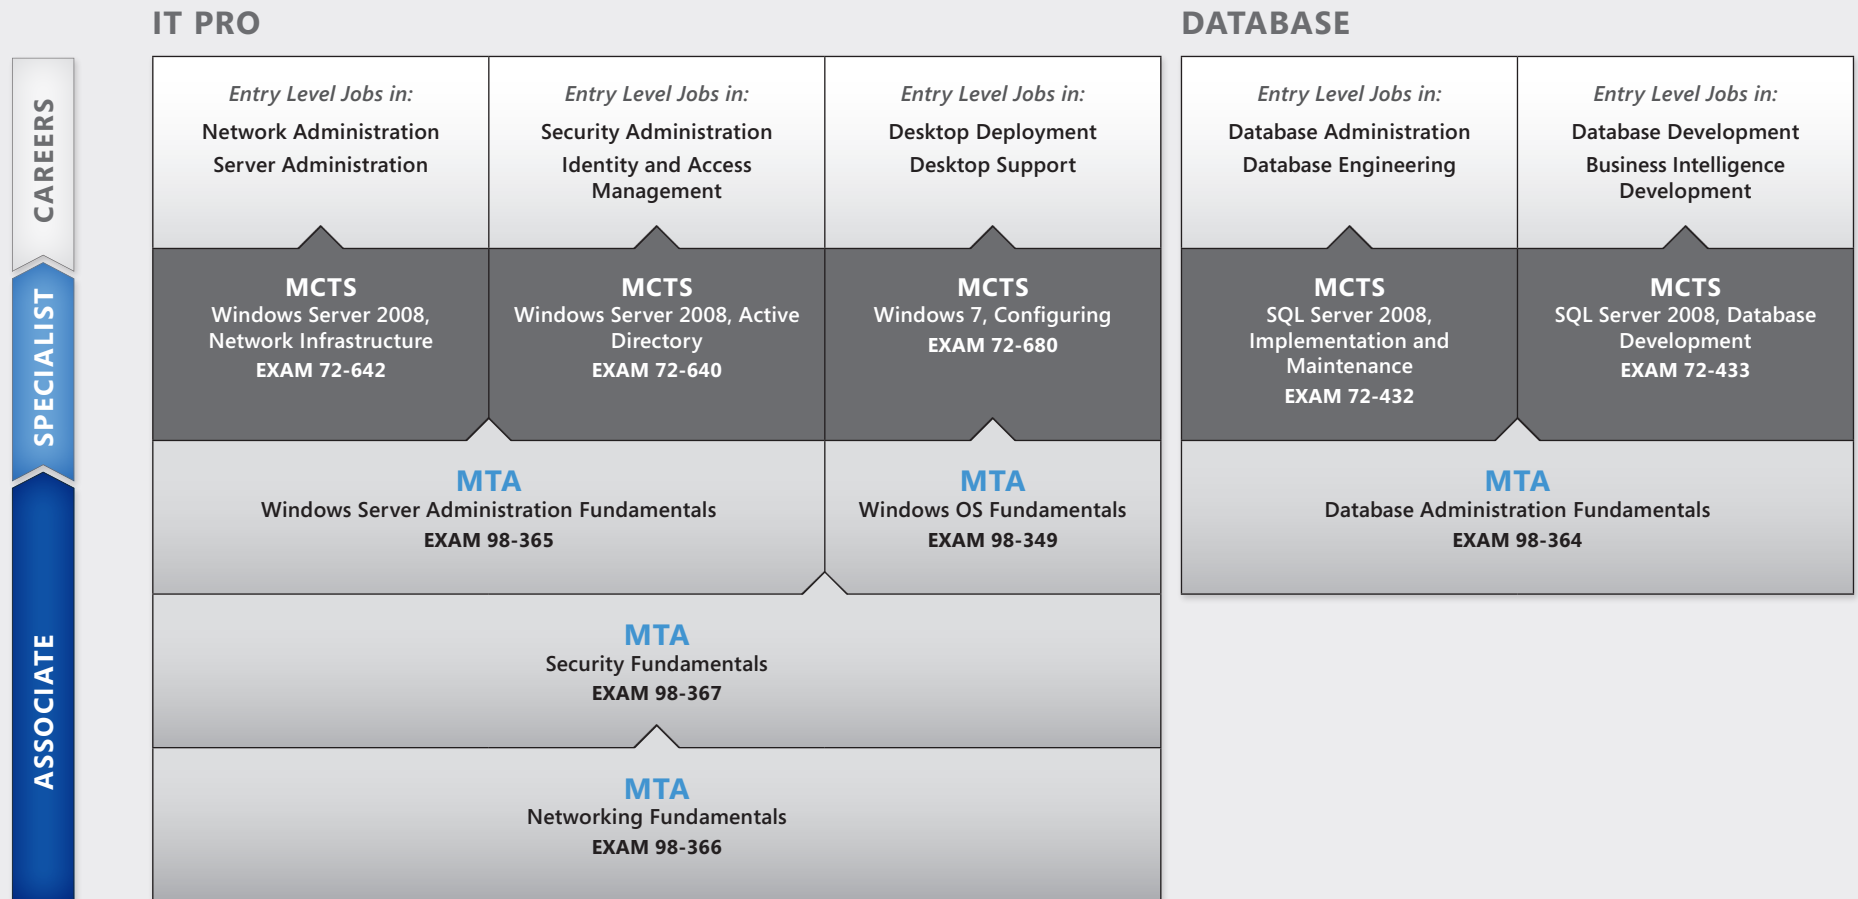 IT PRO
DATABASE
CAREERS
SPECIALIST
ASSOCIATE
Entry Level Jobs in:
Network Administration
Server Administration
Entry Level Jobs in:
Security Administration
Identity and Access
Management
Entry Level Jobs in:
Desktop Deployment
Desktop Support
Entry Level Jobs in:
Database Administration
Database Engineering
Entry Level Jobs in:
Database Development
Business Intelligence
Development
MCTS
Windows Server 2008,
Network Infrastructure
EXAM 72-642
MCTS
Windows Server 2008, Active
Directory
EXAM 72-640
MCTS
Windows 7, Configuring
EXAM 72-680
MCTS
SQL Server 2008,
Implementation and
Maintenance
EXAM 72-432
MCTS
SQL Server 2008, Database
Development
EXAM 72-433
MTA
Windows Server Administration Fundamentals
EXAM 98-365
MTA
Windows OS Fundamentals
EXAM 98-349
MTA
Database Administration Fundamentals
EXAM 98-364
MTA
Security Fundamentals
EXAM 98-367
MTA
Networking Fundamentals
EXAM 98-366